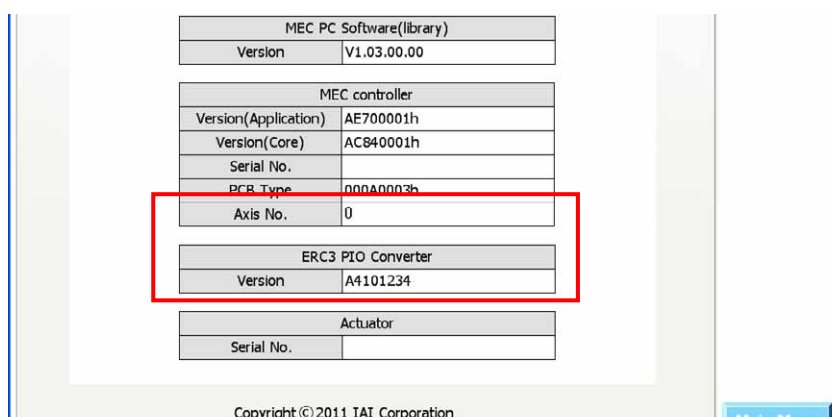 MEC PC Software(library)
Version V1.03.00.00
MEC controller
Version(Application) AE700001h
Version(Core) AC840001h
Serial No.
PCB Type 000A0003h
Axis No. 0
ERC3 PIO Converter
Version A4101234
Actuator
Serial No.
Copyright © 2011 IAI Corporation